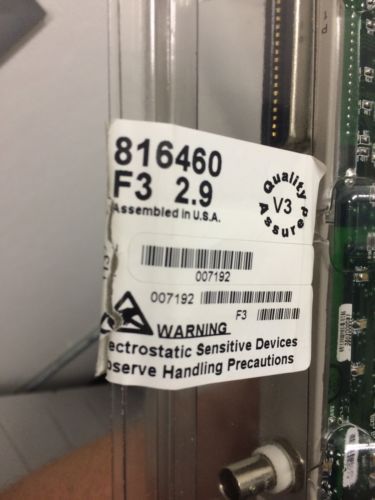 816460
F3 2.9
Assembled in U.S.A.
Quality
V3
Assured
007192
007192
F3
WARNING
ectrostatic Sensitive Devices
bserve Handling Precautions